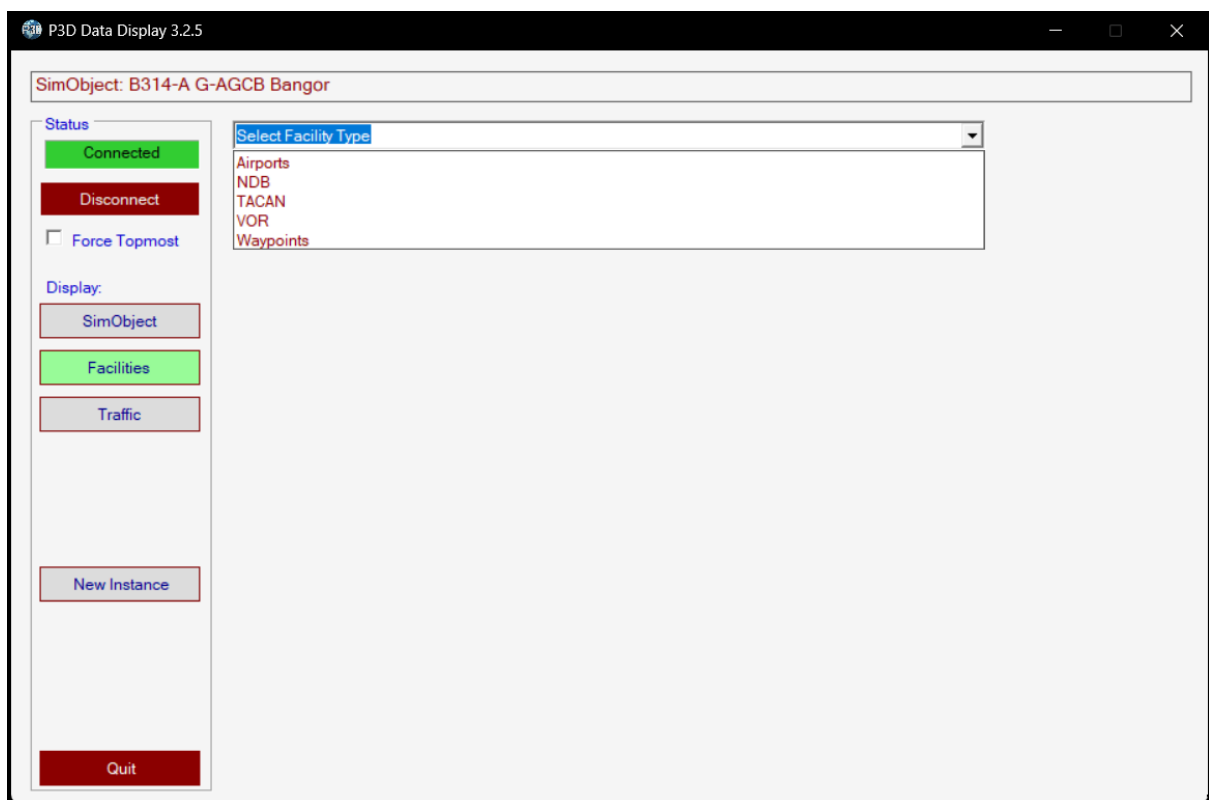 P3D Data Display 3.2.5
SimObject: B314-A G-AGCB Bangor
Status
Connected
Disconnect
Force Topmost
Display:
SimObject
Facilities
Traffic
New Instance
Quit
Select Facility Type
Airports
NDB
TACAN
VOR
Waypoints